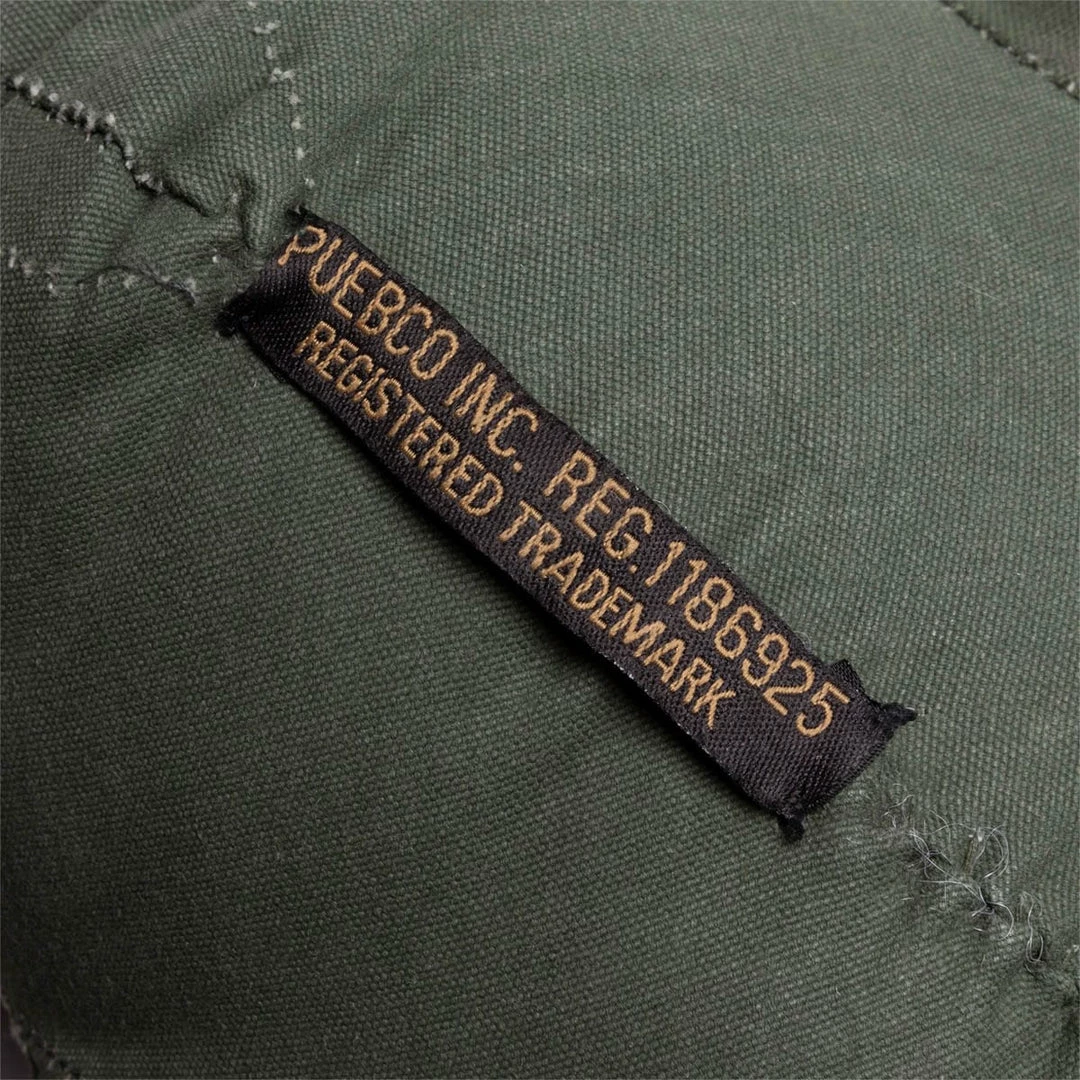 PUEBCO INC. REG.1186925
REGISTERED TRADEMARK